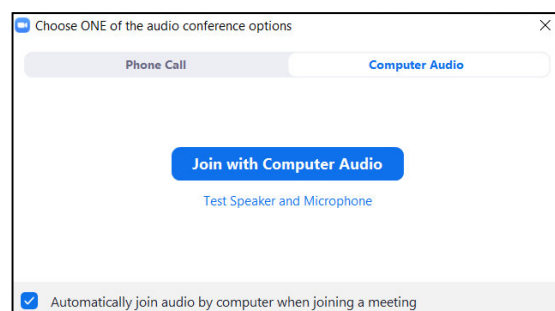 Choose ONE of the audio conference options
Phone Call
Computer Audio
Join with Computer Audio
Test Speaker and Microphone
Automatically join audio by computer when joining a meeting